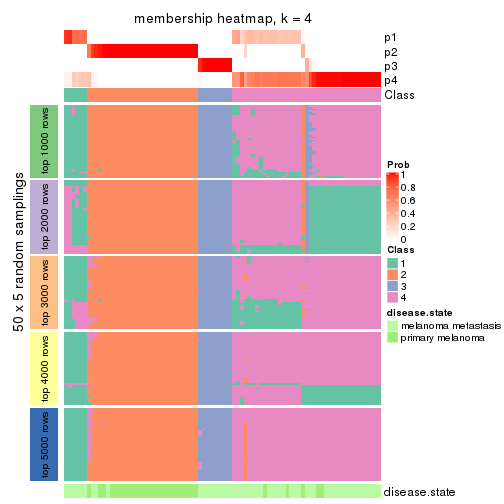 membership heatmap, k = 4
p1
p2
p3
p4
Class
50 x 5 random samplings
top 1000 rows
top 2000 rows
top 3000 rows
top 4000 rows
top 5000 rows
Prob
1
0.8
0.6
0.4
0.2
0
Class
1
2
3
4
disease.state
melanoma metastasis
primary melanoma
disease.state